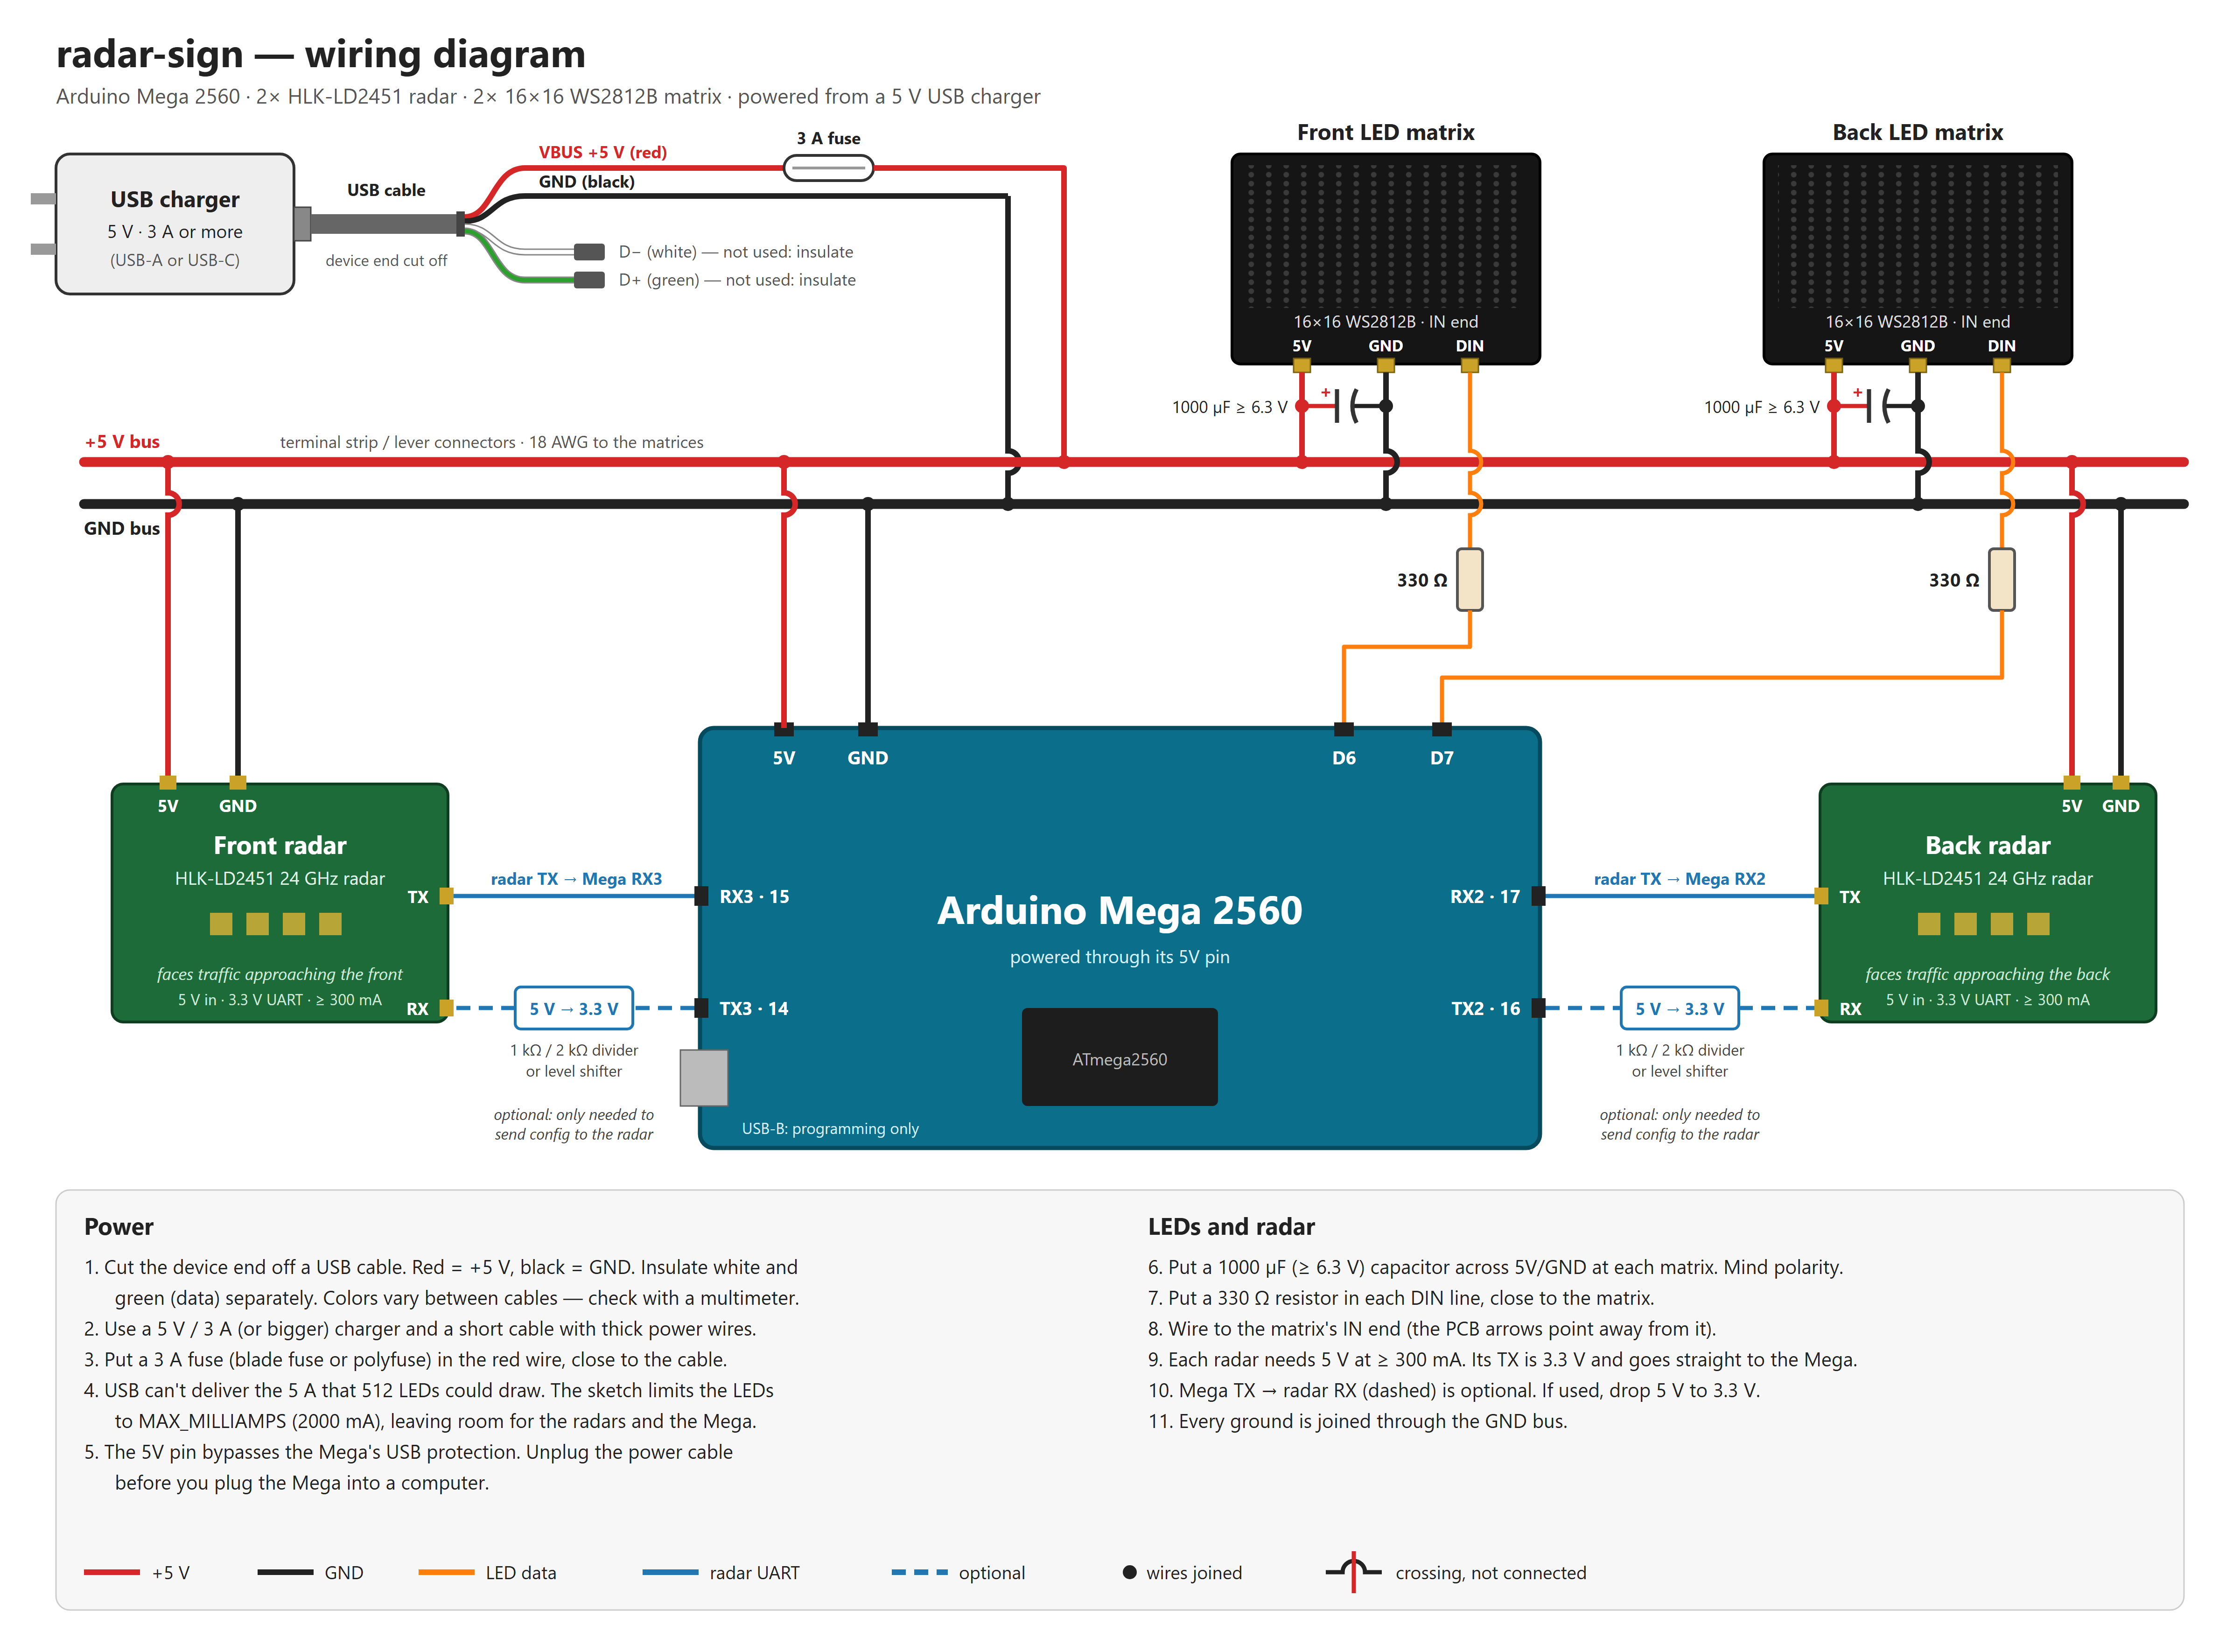 radar-sign — wiring diagram
Arduino Mega 2560 · 2× HLK-LD2451 radar · 2× 16×16 WS2812B matrix · powered from a 5 V USB charger
USB charger
5 V · 3 A or more
(USB-A or USB-C)
USB cable
device end cut off
VBUS +5 V (red)
GND (black)
3 A fuse
D− (white) — not used: insulate
D+ (green) — not used: insulate
Front LED matrix
16×16 WS2812B · IN end
5V GND DIN
1000 µF ≥ 6.3 V
+
Back LED matrix
16×16 WS2812B · IN end
5V GND DIN
1000 µF ≥ 6.3 V
+
+5 V bus
terminal strip / lever connectors · 18 AWG to the matrices
GND bus
330 Ω
330 Ω
5V GND
Front radar
HLK-LD2451 24 GHz radar
TX
faces traffic approaching the front
5 V in · 3.3 V UART · ≥ 300 mA
RX
radar TX → Mega RX3
5 V → 3.3 V
1 kΩ / 2 kΩ divider
or level shifter
optional: only needed to
send config to the radar
5V GND D6 D7
RX3 · 15
RX2 · 17
Arduino Mega 2560
powered through its 5V pin
TX3 · 14
TX2 · 16
ATmega2560
USB-B: programming only
radar TX → Mega RX2
5 V → 3.3 V
1 kΩ / 2 kΩ divider
or level shifter
optional: only needed to
send config to the radar
5V GND
Back radar
HLK-LD2451 24 GHz radar
TX
faces traffic approaching the back
5 V in · 3.3 V UART · ≥ 300 mA
RX
Power
1. Cut the device end off a USB cable. Red = +5 V, black = GND. Insulate white and
green (data) separately. Colors vary between cables — check with a multimeter.
2. Use a 5 V / 3 A (or bigger) charger and a short cable with thick power wires.
3. Put a 3 A fuse (blade fuse or polyfuse) in the red wire, close to the cable.
4. USB can't deliver the 5 A that 512 LEDs could draw. The sketch limits the LEDs
to MAX_MILLIAMPS (2000 mA), leaving room for the radars and the Mega.
5. The 5V pin bypasses the Mega's USB protection. Unplug the power cable
before you plug the Mega into a computer.
LEDs and radar
6. Put a 1000 µF (≥ 6.3 V) capacitor across 5V/GND at each matrix. Mind polarity.
7. Put a 330 Ω resistor in each DIN line, close to the matrix.
8. Wire to the matrix's IN end (the PCB arrows point away from it).
9. Each radar needs 5 V at ≥ 300 mA. Its TX is 3.3 V and goes straight to the Mega.
10. Mega TX → radar RX (dashed) is optional. If used, drop 5 V to 3.3 V.
11. Every ground is joined through the GND bus.
+5 V
GND
LED data
radar UART
optional
wires joined
crossing, not connected